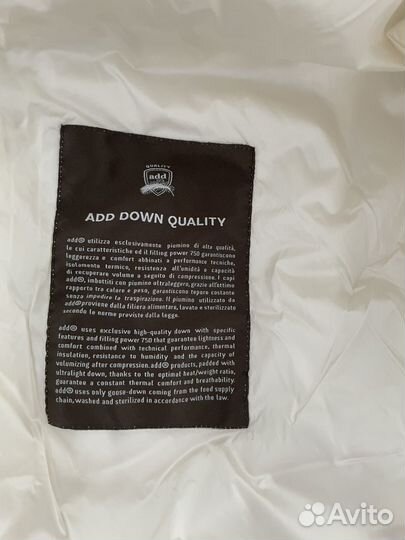 QUALITY
add
ADD DOWN QUALITY
add® utilizza esclusivamente piumino di alta qualità,
le cui caratteristiche ed il filling power 750 garantiscono
leggerezza e comfort abbinati a performance tecniche,
isolamento termico, resistenza all'umidità e capacità
di recuperare volume a seguito di compressione. I capi
add®, imbottiti con piumino ultraleggero, grazie all'ottimo
rapporto tra calore e peso, garantiscono tepore costante
senza impedire la traspirazione. Il piumino utilizzato da
add® proviene dalla filiera alimentare, lavato e sterilizzato
secondo le norme previste dalla legge.
add® uses exclusive high-quality down with specific
features and filling power 750 that guarantee lightness and
comfort combined with technical performance, thermal
insulation, resistance to humidity and the capacity of
volumizing after compression. add® products, padded with
ultralight down, thanks to the optimal heat/weight ratio,
guarantee a constant thermal comfort and breathability.
add® uses only goose-down coming from the food supply
chain, washed and sterilized in accordance with the law.
Avito